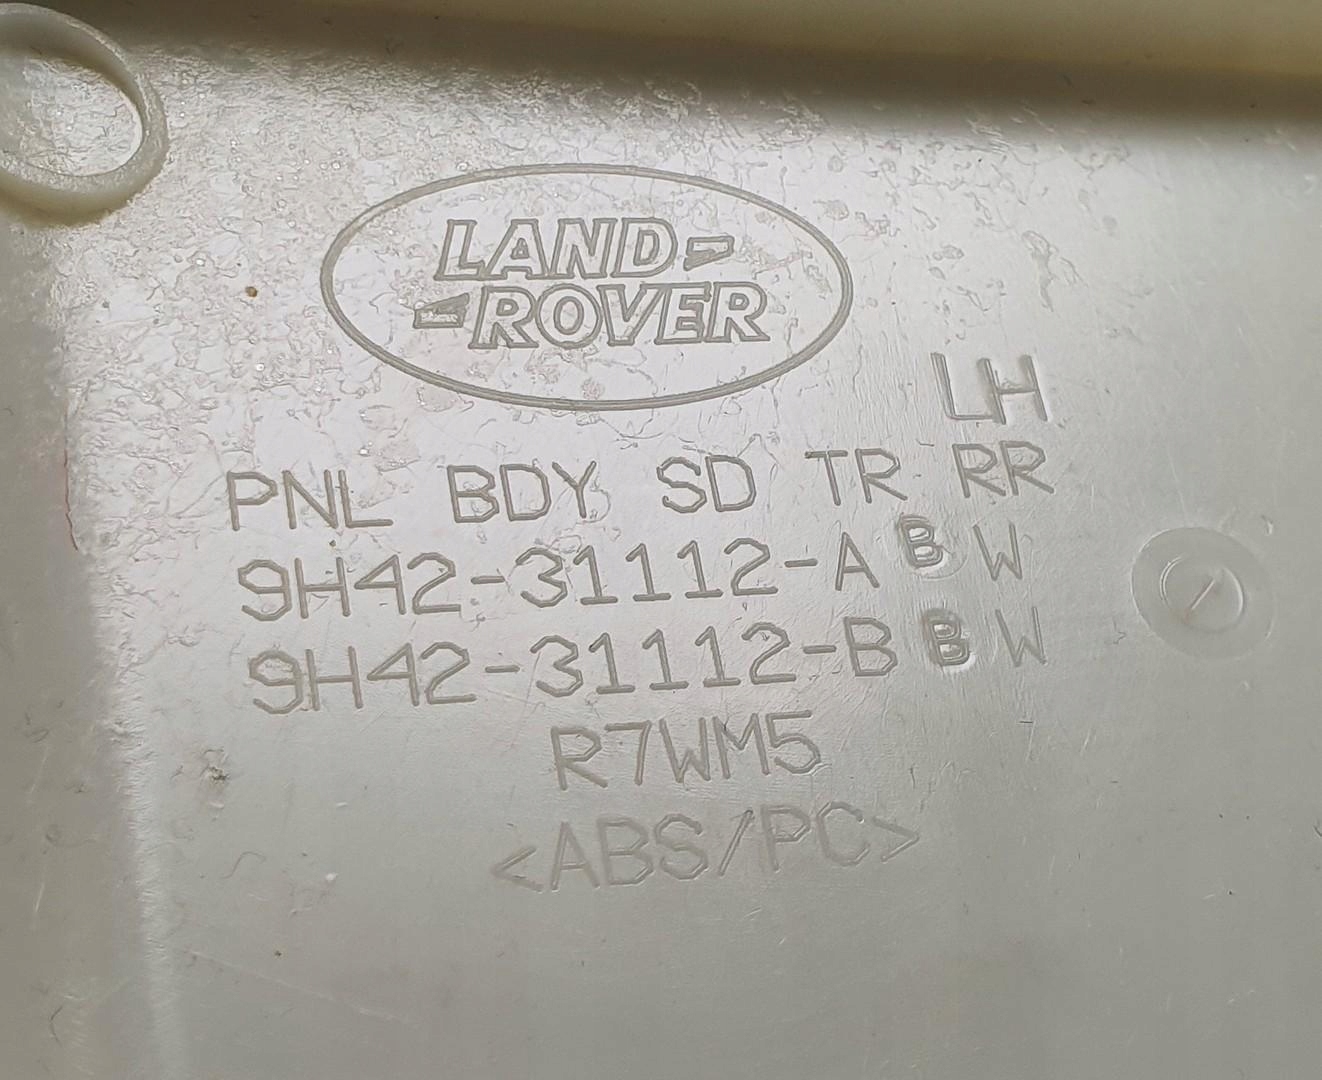 LAND
ROVER
LH
PNL BDY SD TR RR
9H42-31112-A B W
9H42-31112-B B W
R7WM5
<ABS/PC>